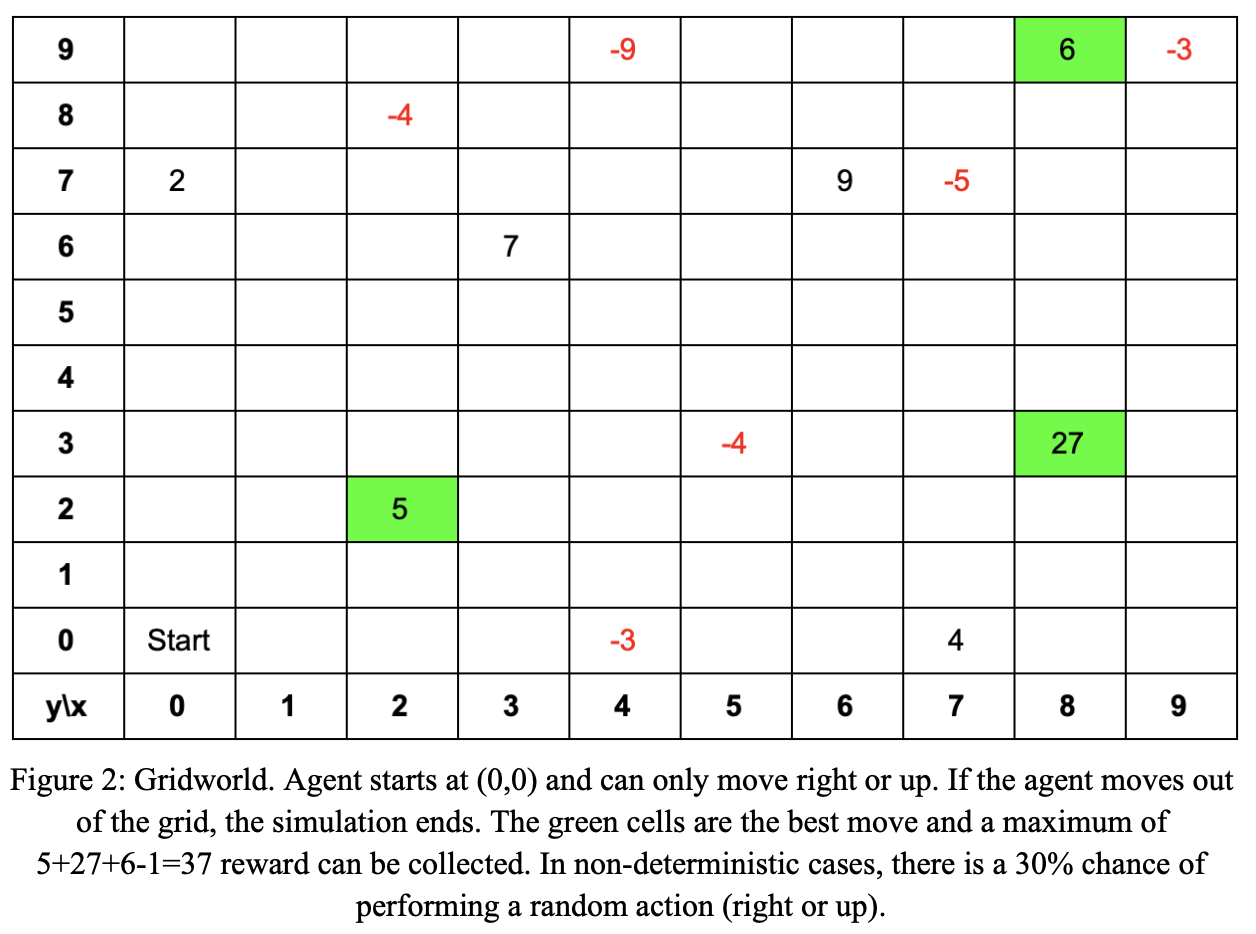 9 -9 6 -3
8 -4
7 2 9 -5
6 7
5
4
3 -4 27
2 5
1
0 Start -3 4
y\x 0 1 2 3 4 5 6 7 8 9
Figure 2: Gridworld. Agent starts at (0,0) and can only move right or up. If the agent moves out
of the grid, the simulation ends. The green cells are the best move and a maximum of
5+27+6-1=37 reward can be collected. In non-deterministic cases, there is a 30% chance of
performing a random action (right or up).